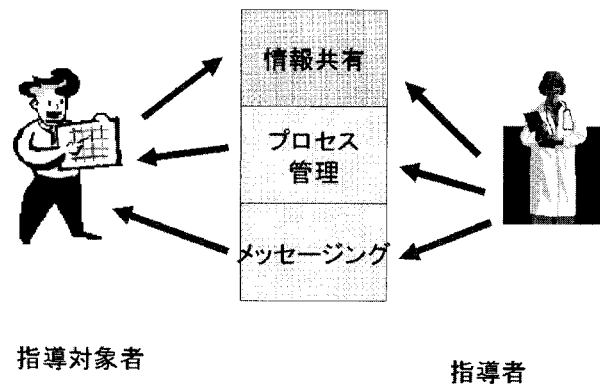 情報共有
プロセス
管理
メッセージング
指導対象者
指導者